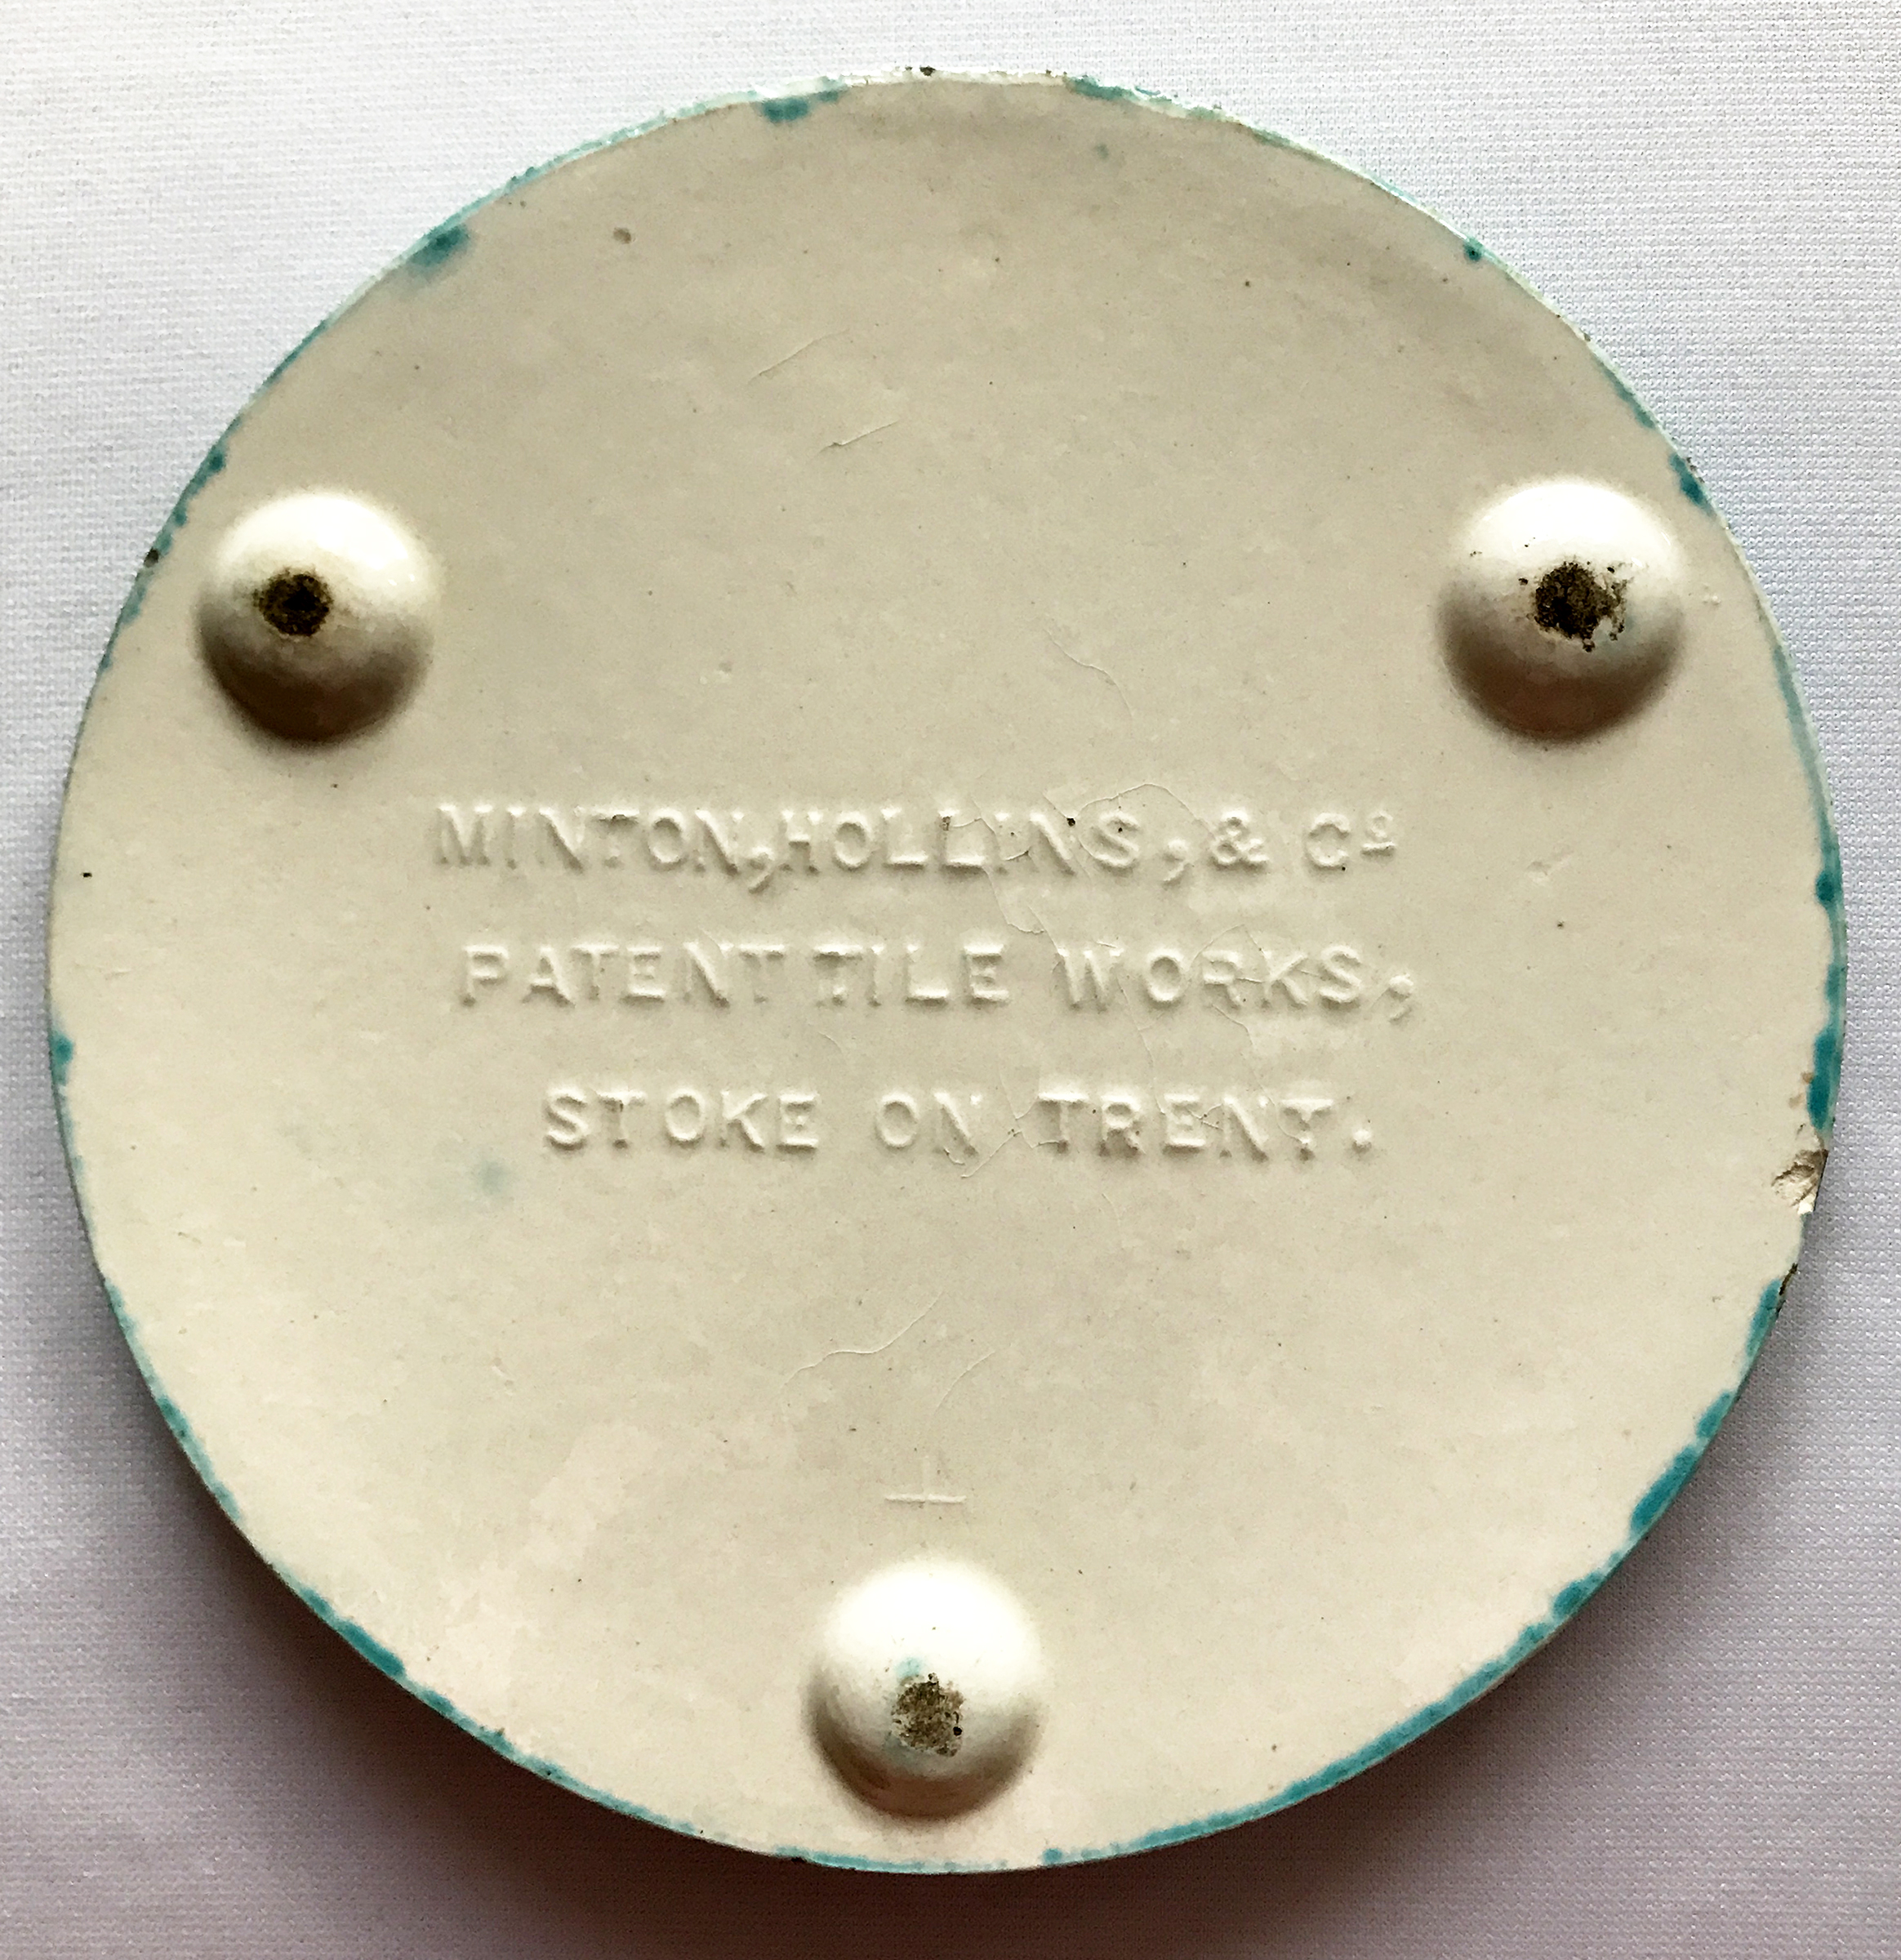 MINTON, HOLLINS, & Cº
PATENT TILE WORKS,
STOKE ON TRENT.